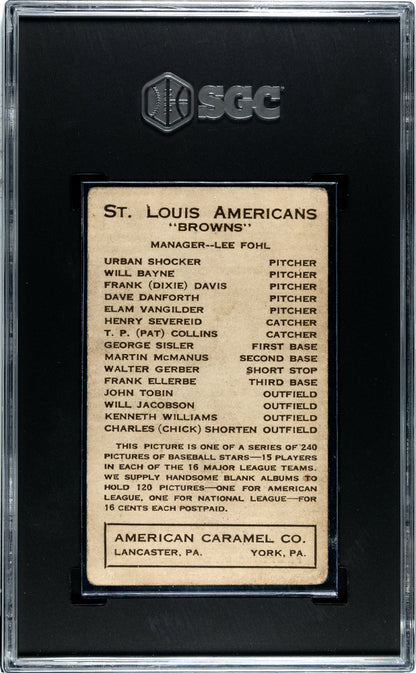 SGC
ST. LOUIS AMERICANS
"BROWNS"
MANAGER--LEE FOHL
URBAN SHOCKER PITCHER
WILL BAYNE PITCHER
FRANK (DIXIE) DAVIS PITCHER
DAVE DANFORTH PITCHER
ELAM VANGILDER PITCHER
HENRY SEVEREID CATCHER
T. P. (PAT) COLLINS CATCHER
GEORGE SISLER FIRST BASE
MARTIN MCMANUS SECOND BASE
WALTER GERBER SHORT STOP
FRANK ELLERBE THIRD BASE
JOHN TOBIN OUTFIELD
WILL JACOBSON OUTFIELD
KENNETH WILLIAMS OUTFIELD
CHARLES (CHICK) SHORTEN OUTFIELD
THIS PICTURE IS ONE OF A SERIES OF 240
PICTURES OF BASEBALL STARS—15 PLAYERS
IN EACH OF THE 16 MAJOR LEAGUE TEAMS.
WE SUPPLY HANDSOME BLANK ALBUMS TO
HOLD 120 PICTURES—ONE FOR AMERICAN
LEAGUE, ONE FOR NATIONAL LEAGUE—FOR
16 CENTS EACH POSTPAID.
AMERICAN CARAMEL CO.
LANCASTER, PA. YORK, PA.